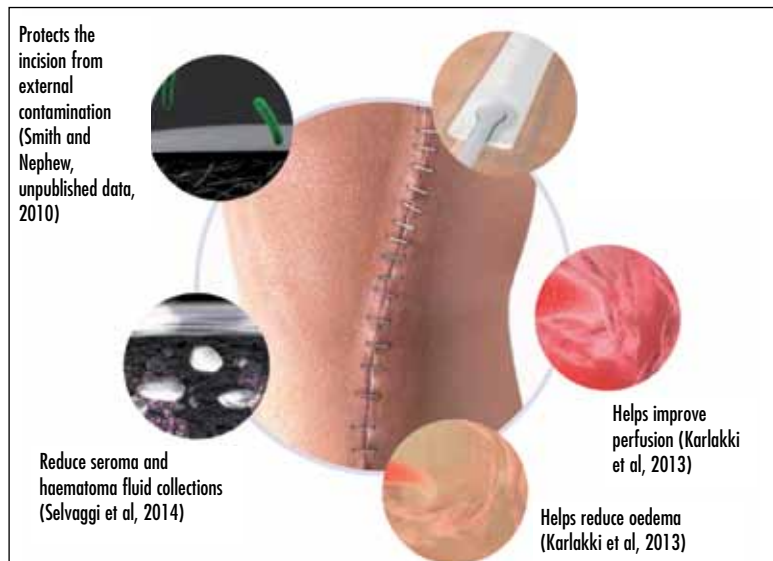 Protects the
incision from
external
contamination
(Smith and
Nephew,
unpublished data,
2010)
Reduce seroma and
haematoma fluid collections
(Selvaggi et al, 2014)
Helps improve
perfusion (Karlakki
et al, 2013)
Helps reduce oedema
(Karlakki et al, 2013)